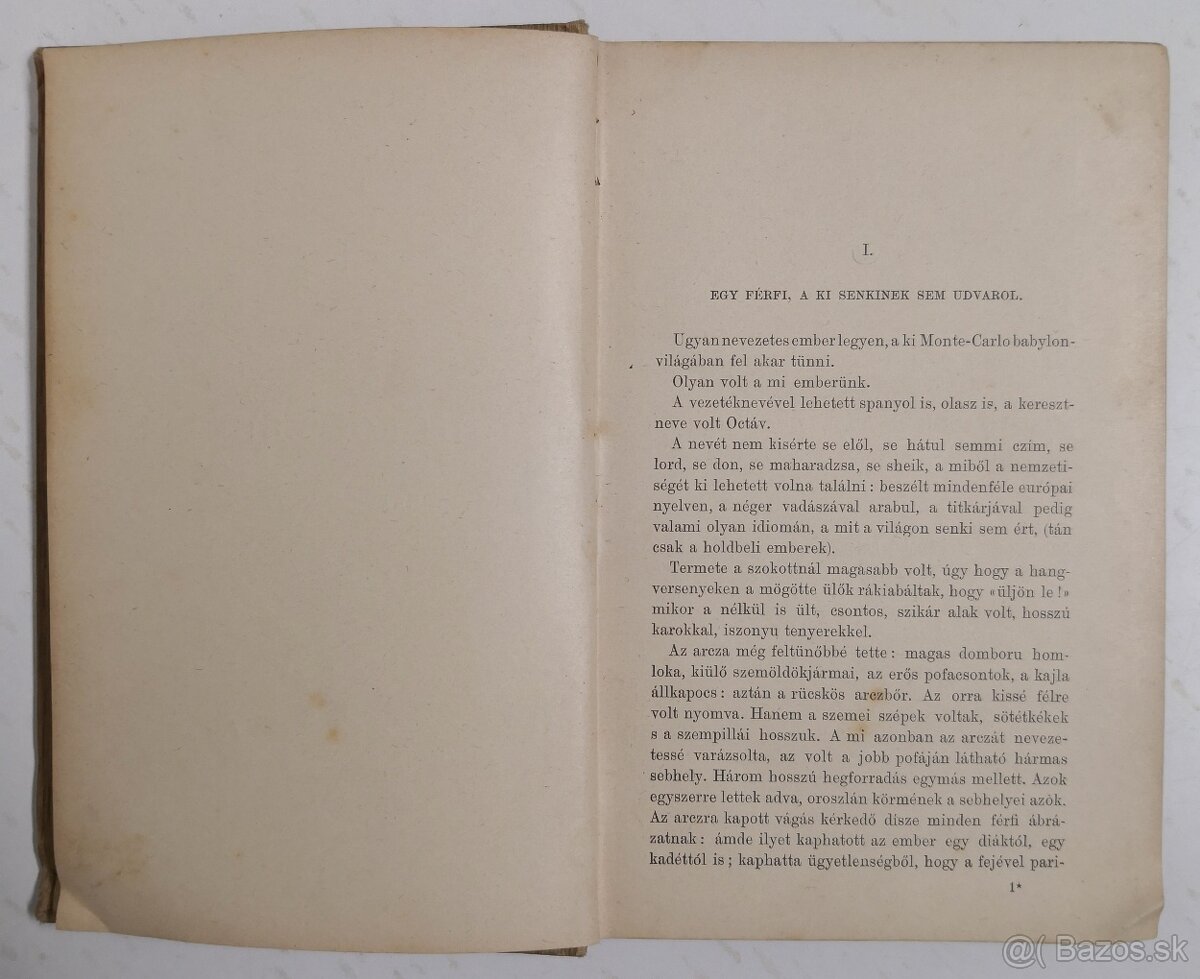 I.
EGY FÉRFI, A KI SENKINEK SEM UDVAROL.
Ugyan nevezetes ember legyen, a ki Monte-Carlo babylon-
világában fel akar tünni.
Olyan volt a mi emberünk.
A vezetéknevével lehetett spanyol is, olasz is, a kereszt-
neve volt Octáv.
A nevét nem kisérte se elől, se hátul semmi czím, se
lord, se don, se maharadzsa, se sheik, a miből a nemzeti-
ségét ki lehetett volna találni : beszélt mindenféle európai
nyelven, a néger vadászával arabul, a titkárjával pedig
valami olyan idiomán, a mit a világon senki sem ért, (tán
csak a holdbeli emberek).
Termete a szokottnál magasabb volt, úgy hogy a hang-
versenyeken a mögötte ülők rákiabáltak, hogy «üljön le !»
mikor a nélkül is ült, csontos, szikár alak volt, hosszú
karokkal, iszonyu tenyerekkel.
Az arcza még feltünőbbé tette : magas domboru hom-
loka, kiülő szemöldökjármai, az erős pofacsontok, a kajla
állkapocs : aztán a rücskös arczbőr. Az orra kissé félre
volt nyomva. Hanem a szemei szépek voltak, sötétkékek
s a szempillái hosszuk. A mi azonban az arczát neveze-
tessé varázsolta, az volt a jobb pofáján látható hármas
sebhely. Három hosszú hegforradás egymás mellett. Azok
egyszerre lettek adva, oroszlán körmének a sebhelyei azok.
Az arczra kapott vágás kérkedő dísze minden férfi ábrá-
zatnak : ámde ilyet kaphatott az ember egy diáktól, egy
kadéttól is ; kaphatta ügyetlenségből, hogy a fejével pari-
1*
@( Bazos.sk